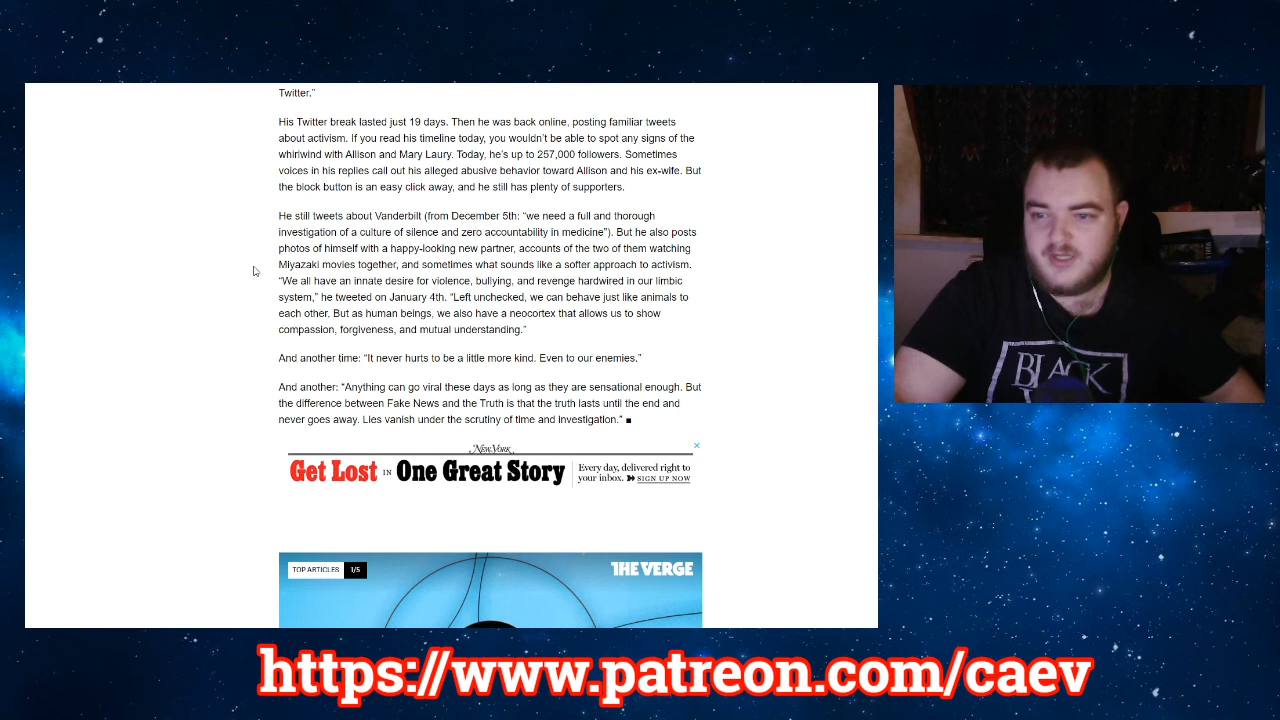 Twitter.”
His Twitter break lasted just 19 days. Then he was back online, posting familiar tweets
about activism. If you read his timeline today, you wouldn’t be able to spot any signs of the
whirlwind with Allison and Mary Laury. Today, he’s up to 257,000 followers. Sometimes
voices in his replies call out his alleged abusive behavior toward Allison and his ex-wife. But
the block button is an easy click away, and he still has plenty of supporters.
He still tweets about Vanderbilt (from December 5th: “we need a full and thorough
investigation of a culture of silence and zero accountability in medicine”). But he also posts
photos of himself with a happy-looking new partner, accounts of the two of them watching
Miyazaki movies together, and sometimes what sounds like a softer approach to activism.
“We all have an innate desire for violence, bullying, and revenge hardwired in our limbic
system,” he tweeted on January 4th. “Left unchecked, we can behave just like animals to
each other. But as human beings, we also have a neocortex that allows us to show
compassion, forgiveness, and mutual understanding.”
And another time: “It never hurts to be a little more kind. Even to our enemies.”
And another: “Anything can go viral these days as long as they are sensational enough. But
the difference between Fake News and the Truth is that the truth lasts until the end and
never goes away. Lies vanish under the scrutiny of time and investigation.” ■
NEW YORK
Get Lost IN One Great Story
Every day, delivered right to
your inbox. SIGN UP NOW
TOP ARTICLES 1/5
THE VERGE
BLACK
https://www.patreon.com/caev